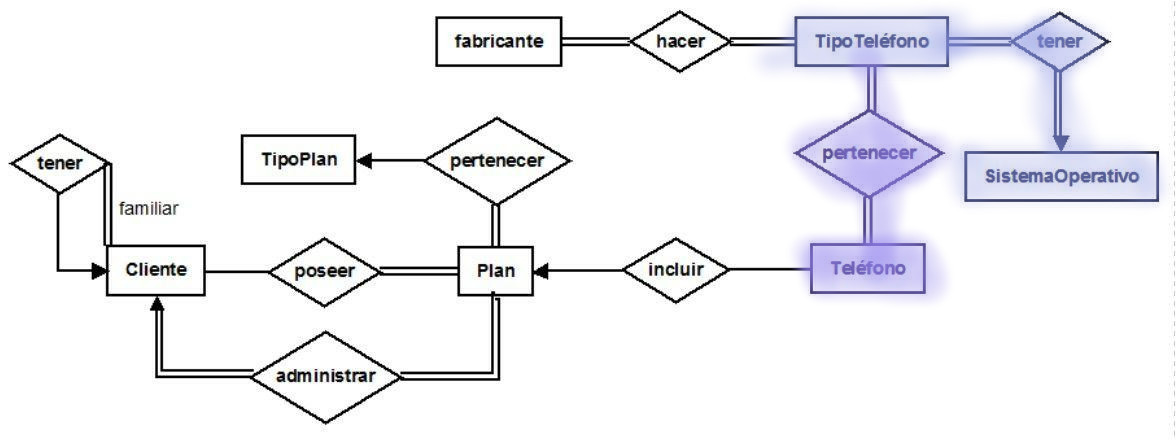 fabricante
hacer
TipoTeléfono
tener
tener
TipoPlan
pertenecer
pertenecer
SistemaOperativo
familiar
Cliente
poseer
Plan
incluir
Teléfono
administrar